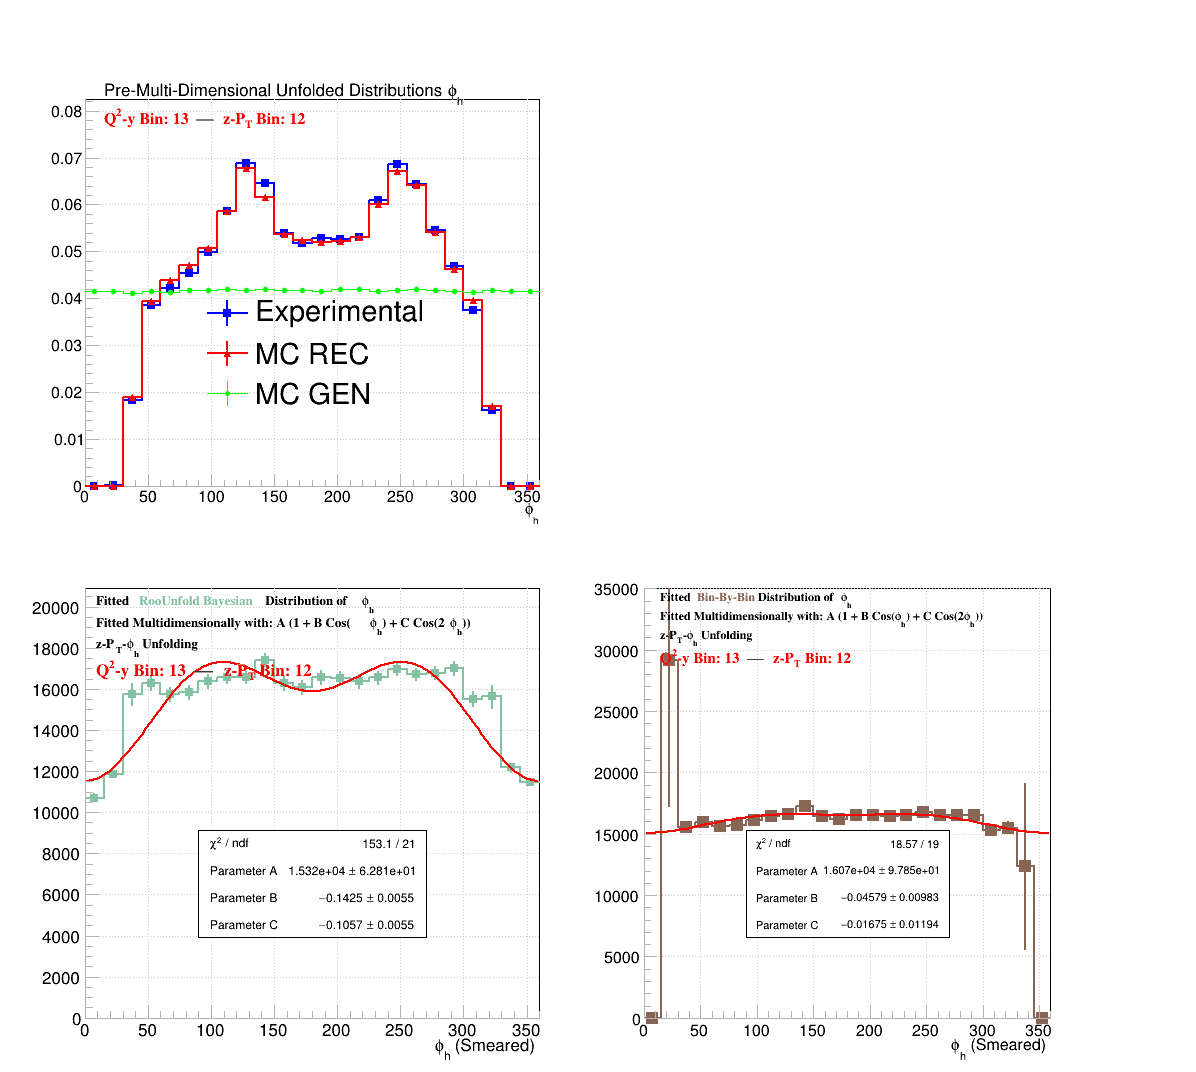 Pre-Multi-Dimensional Unfolded Distributions ϕh
Q²-y Bin: 13 — z-PT Bin: 12
0.08
0.07
0.06
0.05
0.04
0.03
0.02
0.01
0
Experimental
MC REC
MC GEN
0 50 100 150 200 250 300 350
ϕh
Fitted RooUnfold Bayesian Distribution of ϕh
Fitted Multidimensionally with: A (1 + B Cos( ϕh) + C Cos(2 ϕh))
z-PT-ϕh Unfolding
Q²-y Bin: 13 — z-PT Bin: 12
20000
18000
16000
14000
12000
10000
8000
6000
4000
2000
0
χ² / ndf 153.1 / 21
Parameter A 1.532e+04 ± 6.281e+01
Parameter B −0.1425 ± 0.0055
Parameter C −0.1057 ± 0.0055
0 50 100 150 200 250 300 350
ϕh (Smeared)
Fitted Bin-By-Bin Distribution of ϕh
Fitted Multidimensionally with: A (1 + B Cos(ϕh) + C Cos(2ϕh))
z-PT-ϕh Unfolding
Q²-y Bin: 13 — z-PT Bin: 12
35000
30000
25000
20000
15000
10000
5000
0
χ² / ndf 18.57 / 19
Parameter A 1.607e+04 ± 9.785e+01
Parameter B −0.04579 ± 0.00983
Parameter C −0.01675 ± 0.01194
0 50 100 150 200 250 300 350
ϕh (Smeared)